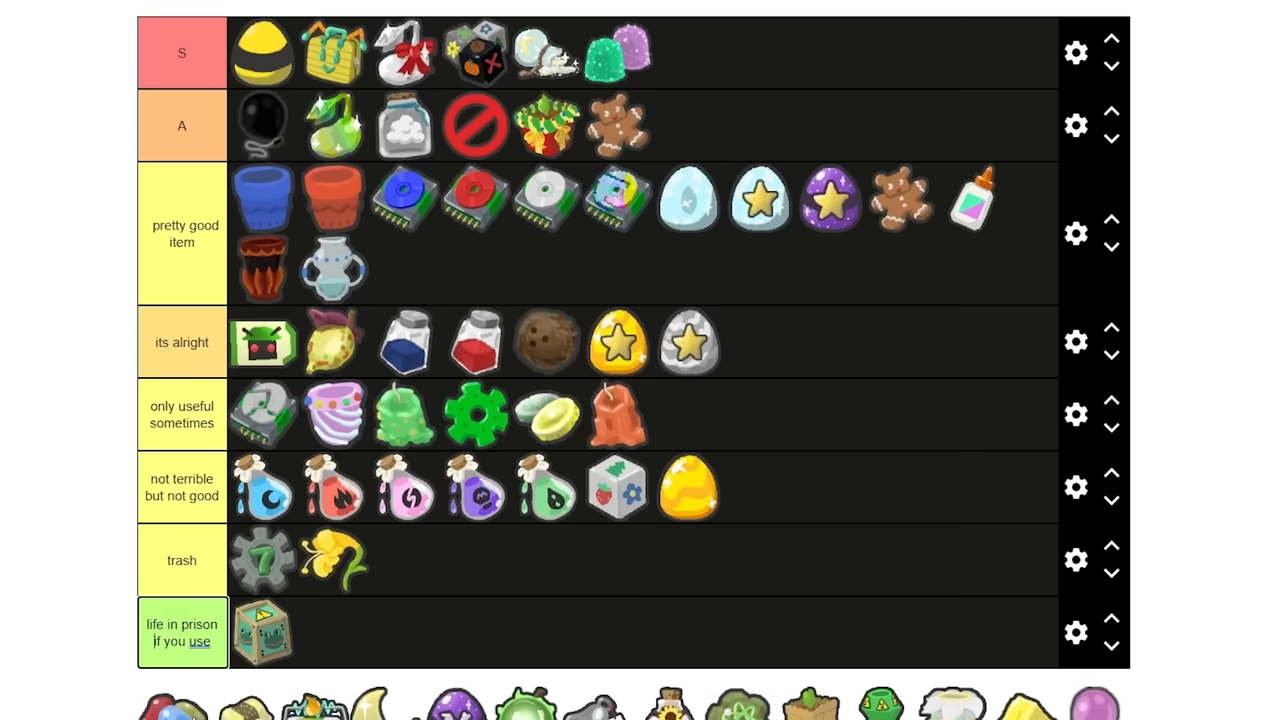 S
A
pretty good
item
its alright
only useful
sometimes
not terrible
but not good
trash
7
life in prison
if you use